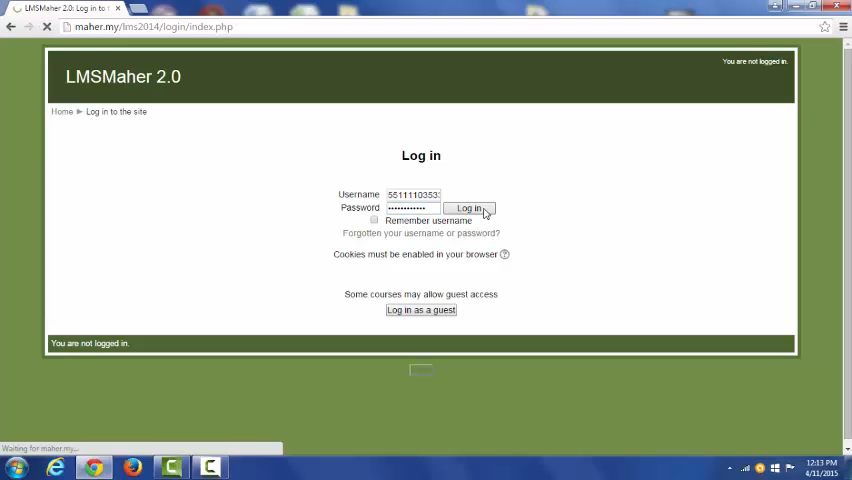 LMSMaher 2.0: Log in to t
maher.my/lms2014/login/index.php
LMSMaher 2.0
You are not logged in.
Home ► Log in to the site
Log in
Username 55111103533
Password •••••••••••• Log in
Remember username
Forgotten your username or password?
Cookies must be enabled in your browser ?
Some courses may allow guest access
Log in as a guest
You are not logged in.
Waiting for maher.my...
12:13 PM
4/11/2015